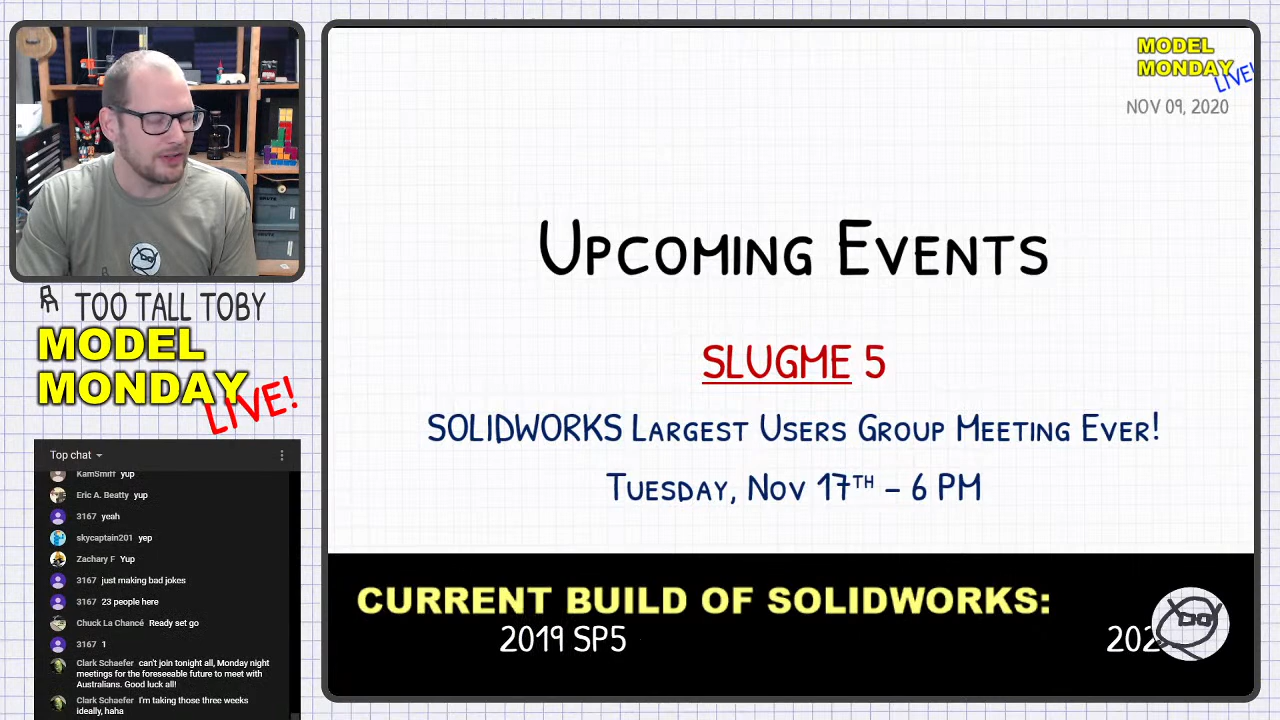 TOO TALL TOBY
MODEL
MONDAY
LIVE!
Top chat
KamSmiff yup
Eric A. Beatty yup
3167 yeah
skycaptain201 yep
Zachary F Yup
3167 just making bad jokes
3167 23 people here
Chuck La Chancé Ready set go
3167 1
Clark Schaefer can't join tonight all, Monday night
meetings for the foreseeable future to meet with
Australians. Good luck all!
Clark Schaefer I'm taking those three weeks
ideally, haha
MODEL
MONDAY
LIVE!
NOV 09, 2020
Upcoming Events
SLUGME 5
SOLIDWORKS Largest Users Group Meeting Ever!
Tuesday, Nov 17th – 6 PM
CURRENT BUILD OF SOLIDWORKS:
2019 SP5